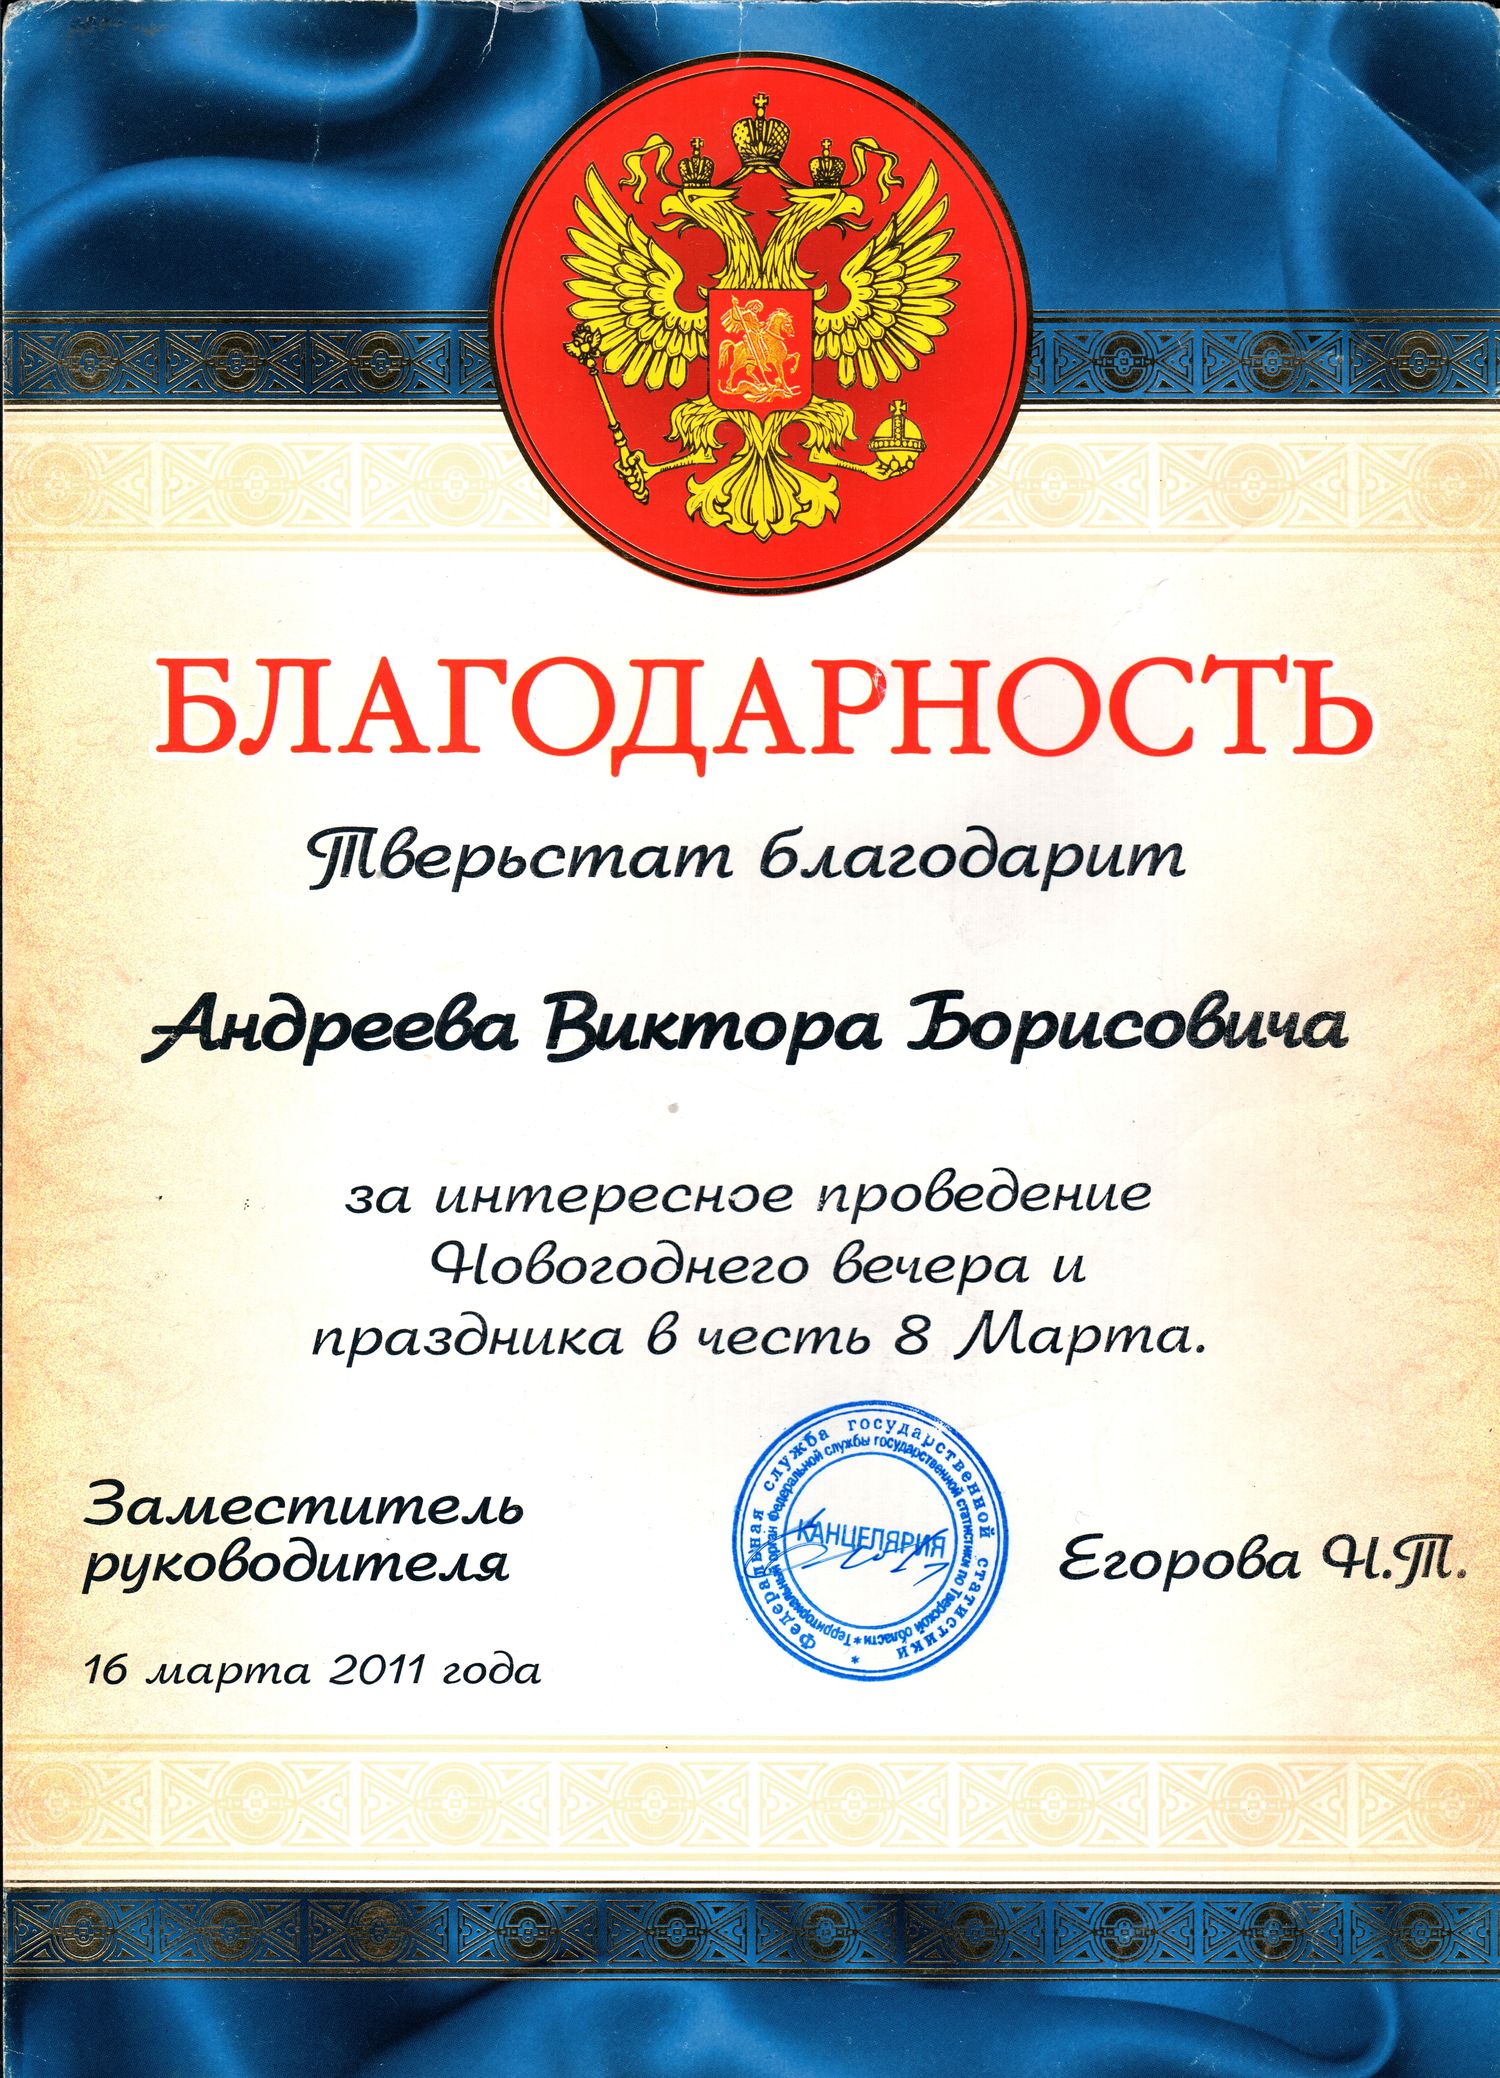 БЛАГОДАРНОСТЬ
Тверьстат благодарит
Андреева Виктора Борисовича
за интересное проведение
Новогоднего вечера и
праздника в честь 8 Марта.
Заместитель
руководителя
Егорова Н.Т.
16 марта 2011 года
Федеральная служба государственной статистики *
Территориальный орган Федеральной службы государственной статистики по Тверской области *
КАНЦЕЛЯРИЯ